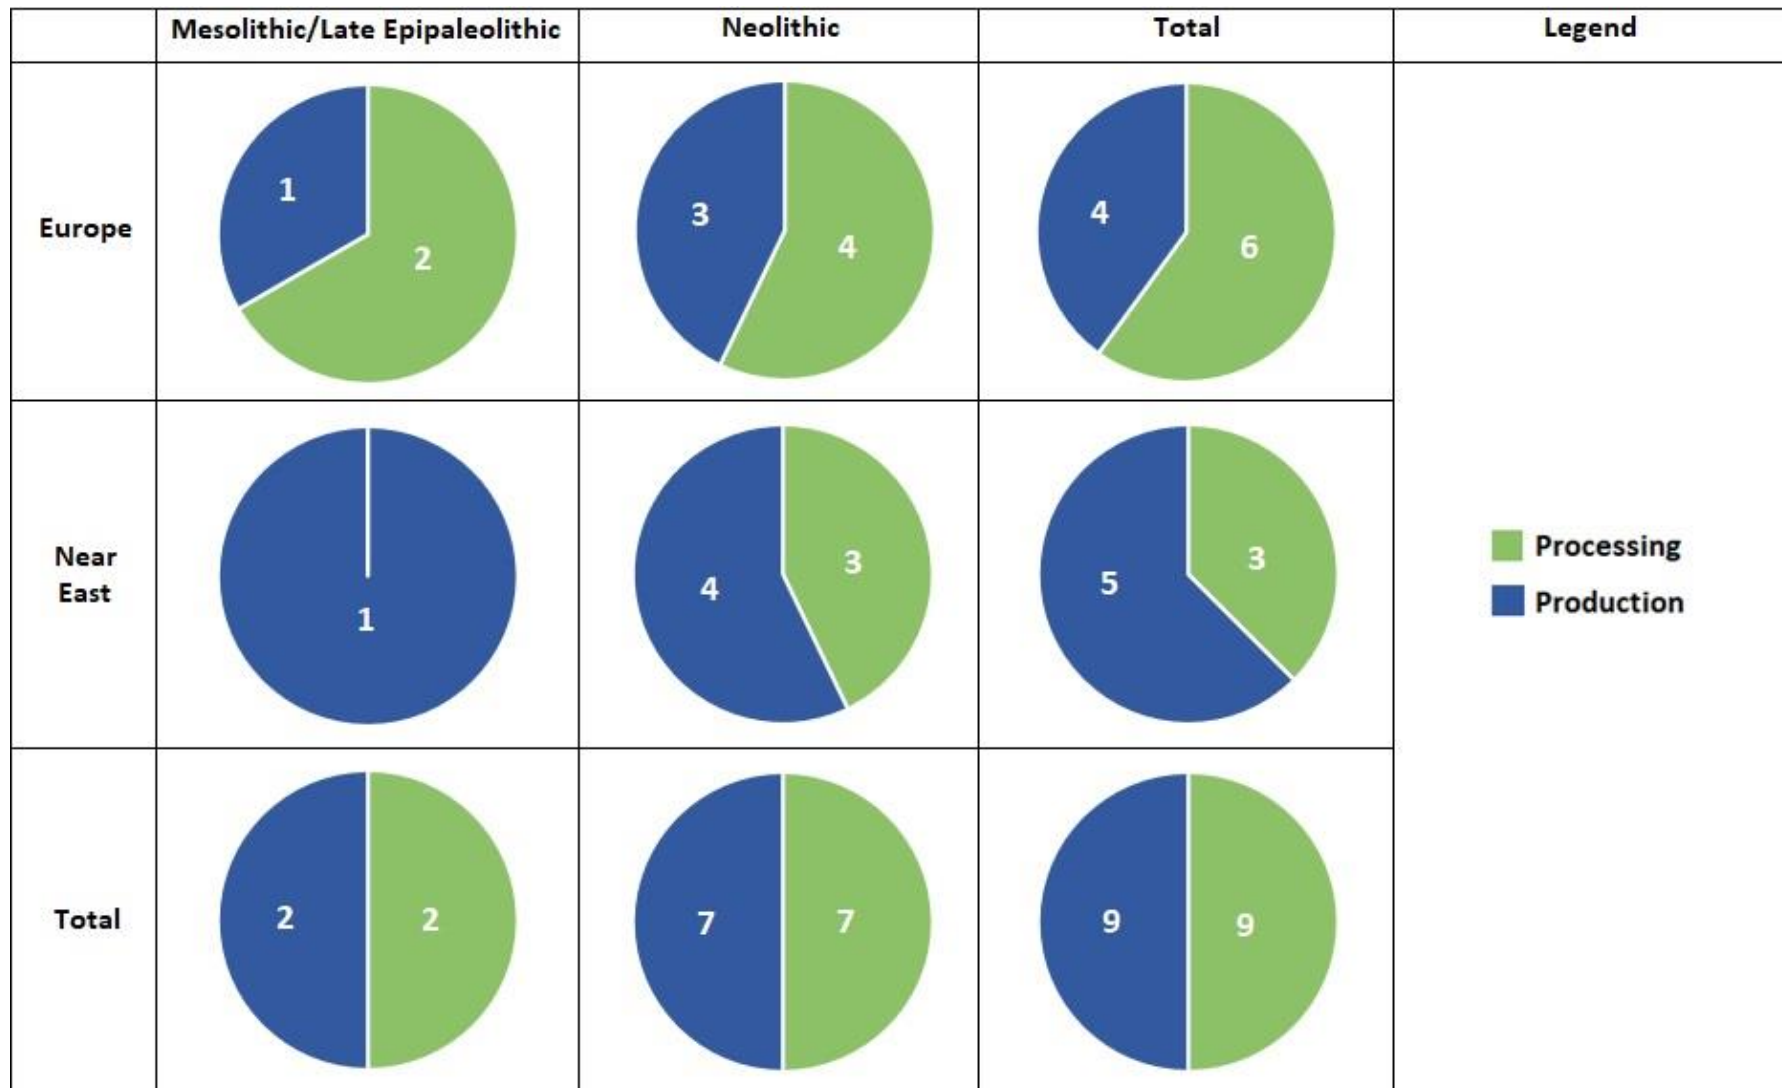 Mesolithic/Late Epipaleolithic Neolithic Total Legend
Europe
1
2
3
4
4
6
Near
East
1
4
3
5
3
Processing
Production
Total
2
2
7
7
9
9